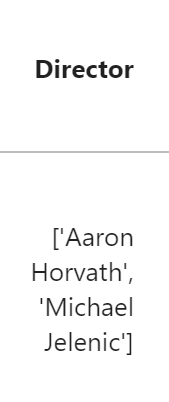 Director
['Aaron
Horvath',
'Michael
Jelenic']